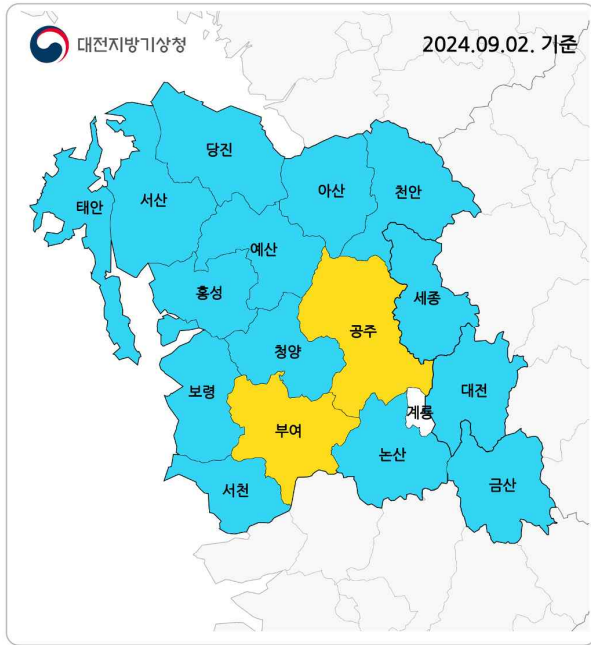 대전지방기상청
2024.09.02. 기준
당진
아산
천안
서산
태안
예산
홍성
세종
공주
청양
보령
대전
계룡
부여
논산
금산
서천